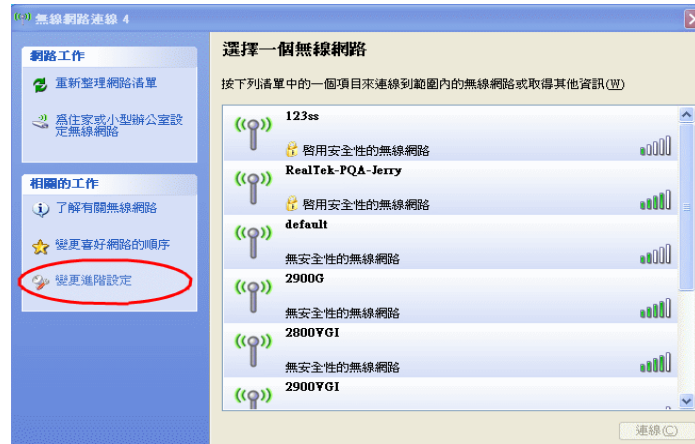 無線網路連線 4
網路工作
重新整理網路清單
為住家或小型辦公室設
定無線網路
相關的工作
了解有關無線網路
變更喜好網路的順序
變更進階設定
選擇一個無線網路
按下列清單中的一個項目來連線到範圍內的無線網路或取得其他資訊(W)
123ss
啓用安全性的無線網路
RealTek-PQA-Jerry
啓用安全性的無線網路
default
無安全性的無線網路
2900G
無安全性的無線網路
2800VGI
無安全性的無線網路
2900VGI
連線(C)